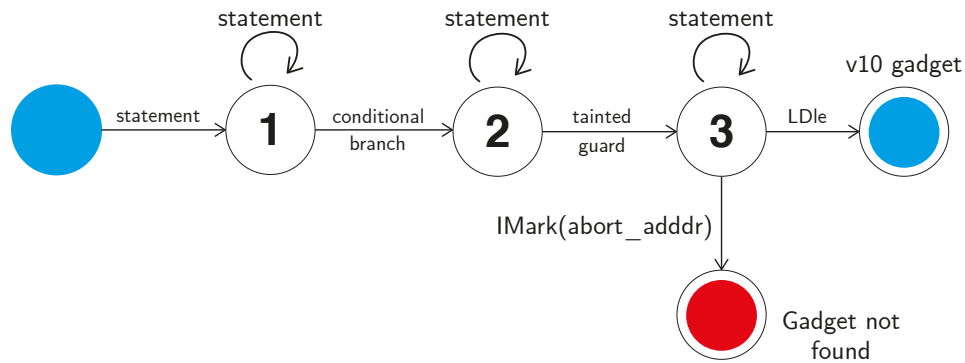 statement
statement
statement
v10 gadget
statement
1
conditional
branch
2
tainted
guard
3
LDle
IMark(abort_adddr)
Gadget not
found